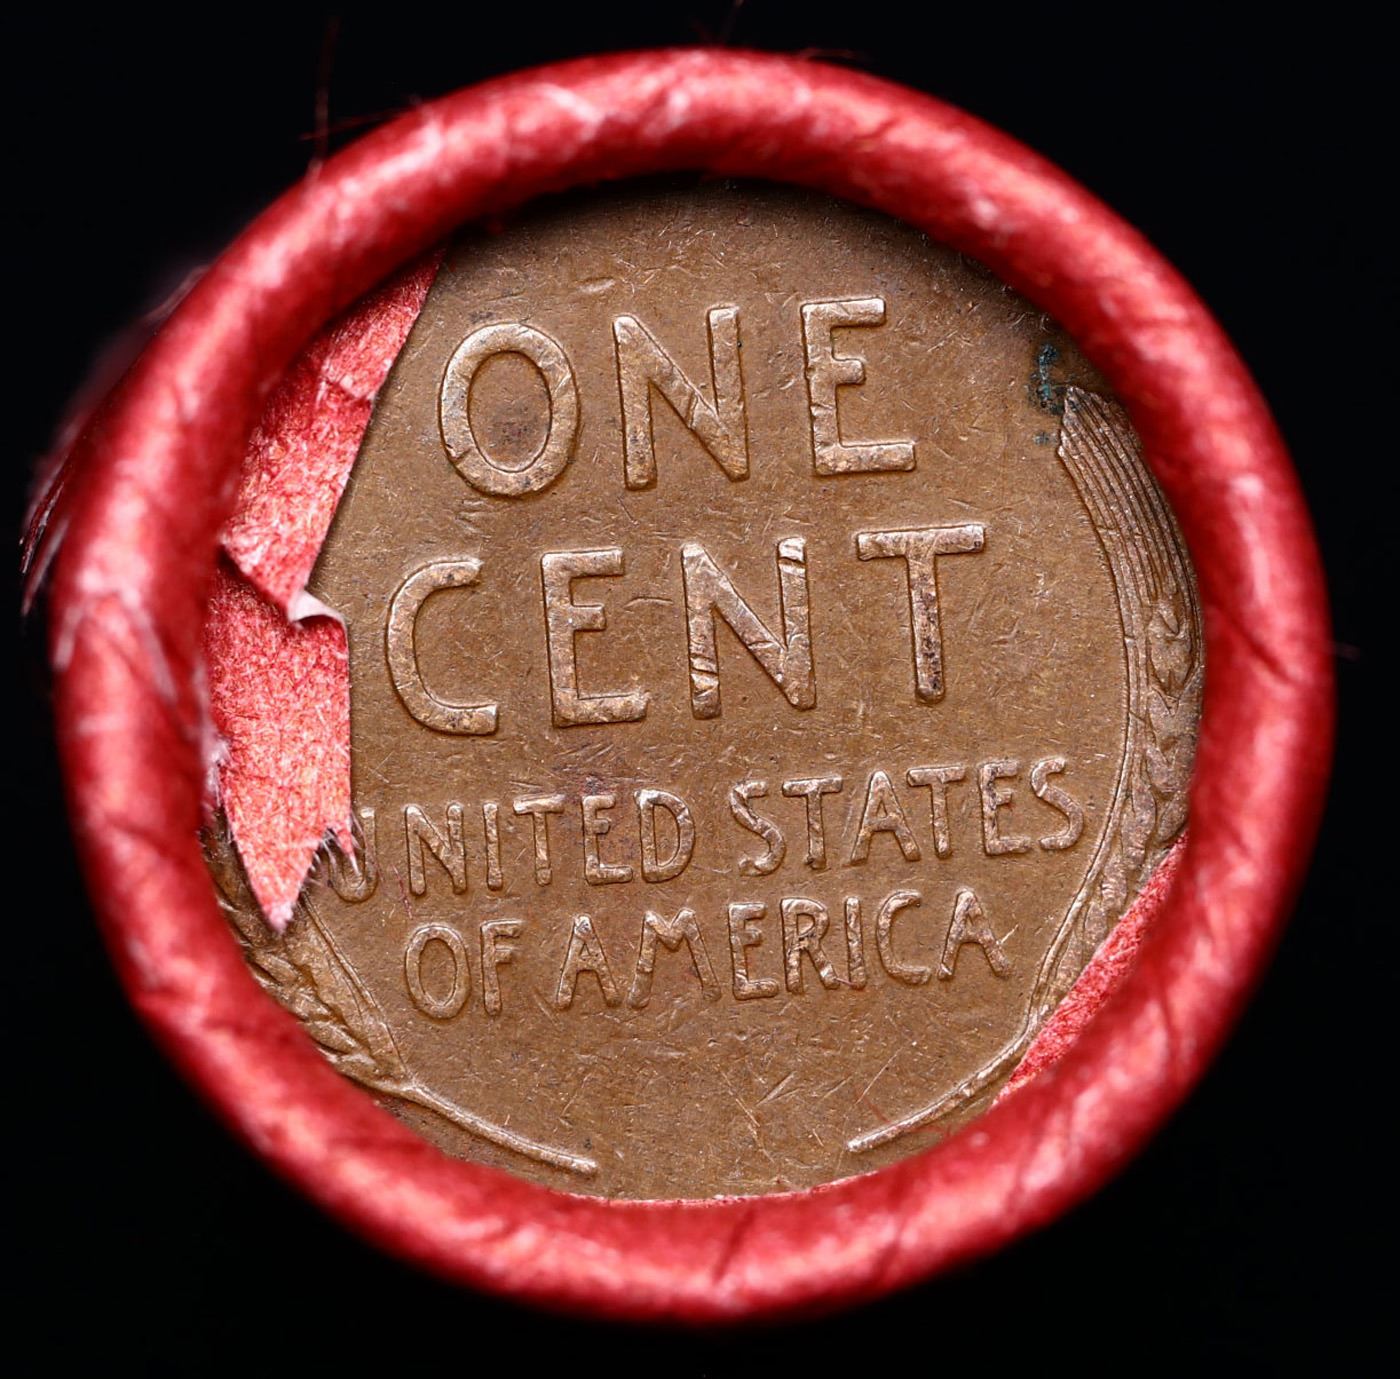 ONE
CENT
UNITED STATES
OF AMERICA